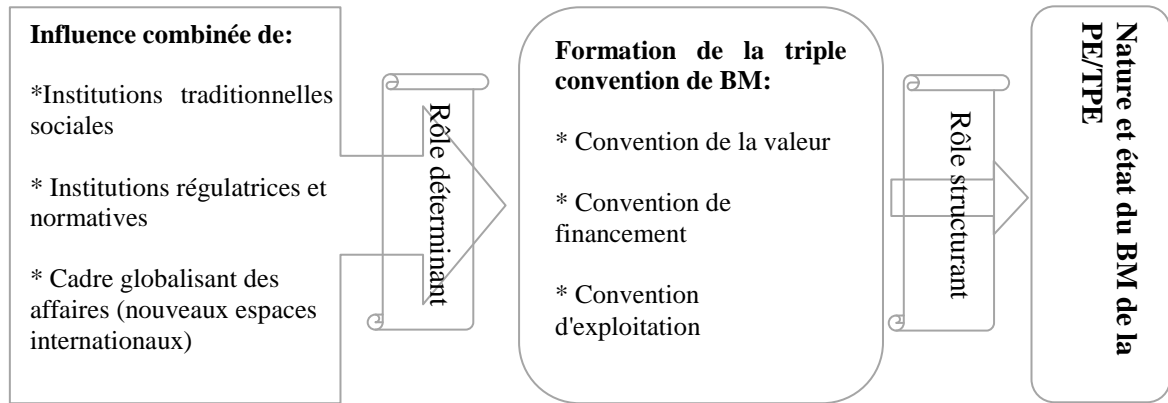 Influence combinée de:
*Institutions traditionnelles
sociales
* Institutions régulatrices et
normatives
* Cadre globalisant des
affaires (nouveaux espaces
internationaux)
Rôle déterminant
Formation de la triple
convention de BM:
* Convention de la valeur
* Convention de
financement
* Convention
d'exploitation
Rôle structurant
Nature et état du BM de la
PE/TPE